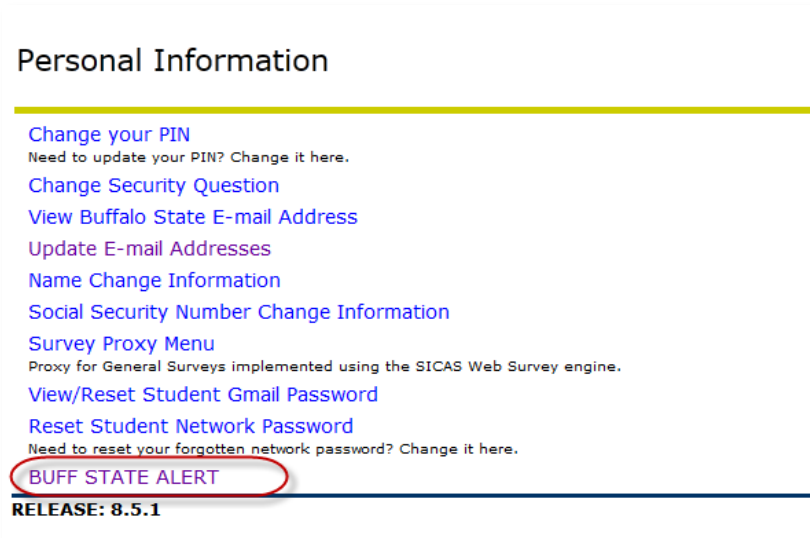 Personal Information
Change your PIN
Need to update your PIN? Change it here.
Change Security Question
View Buffalo State E-mail Address
Update E-mail Addresses
Name Change Information
Social Security Number Change Information
Survey Proxy Menu
Proxy for General Surveys implemented using the SICAS Web Survey engine.
View/Reset Student Gmail Password
Reset Student Network Password
Need to reset your forgotten network password? Change it here.
BUFF STATE ALERT
RELEASE: 8.5.1